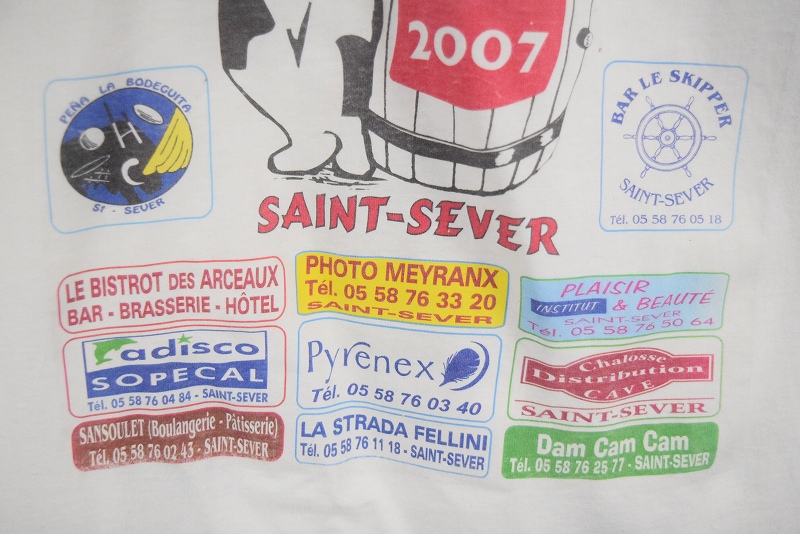 2007
PEÑA LA BODEGUITA
St - SEVER
BAR LE SKIPPER
SAINT-SEVER
Tél. 05 58 76 05 18
SAINT-SEVER
LE BISTROT DES ARCEAUX
BAR - BRASSERIE - HÔTEL
PHOTO MEYRANX
Tél. 05 58 76 33 20
SAINT-SEVER
PLAISIR
INSTITUT & BEAUTÉ
SAINT-SEVER
Tél. 05 58 76 50 64
radisco
SOPECAL
Tél. 05 58 76 04 84 - SAINT-SEVER
Pyrenex
Tél. 05 58 76 03 40
Chalosse
Distribution
CAVE
SAINT-SEVER
SANSOULET (Boulangerie - Pâtisserie)
Tél. 05 58 76 02 43 - SAINT-SEVER
LA STRADA FELLINI
Tél. 05 58 76 11 18 - SAINT-SEVER
Dam Cam Cam
Tél. 05 58 76 25 77 - SAINT-SEVER